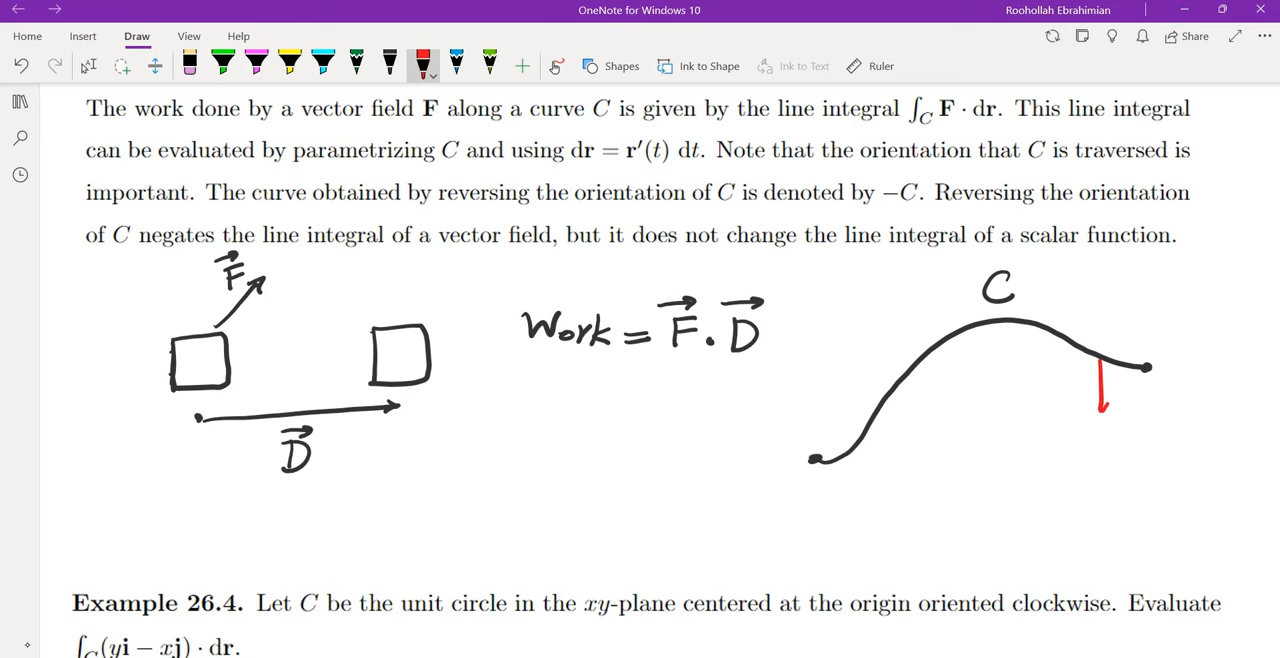 OneNote for Windows 10
Roohollah Ebrahimian
Home Insert Draw View Help
Share
Shapes Ink to Shape Ink to Text Ruler
The work done by a vector field F along a curve C is given by the line integral ∫_C F · dr. This line integral
can be evaluated by parametrizing C and using dr = r′(t) dt. Note that the orientation that C is traversed is
important. The curve obtained by reversing the orientation of C is denoted by −C. Reversing the orientation
of C negates the line integral of a vector field, but it does not change the line integral of a scalar function.
F⃗
C
Work = F⃗ . D⃗
D⃗
Example 26.4. Let C be the unit circle in the xy-plane centered at the origin oriented clockwise. Evaluate
∫_C(yi − xj) · dr.